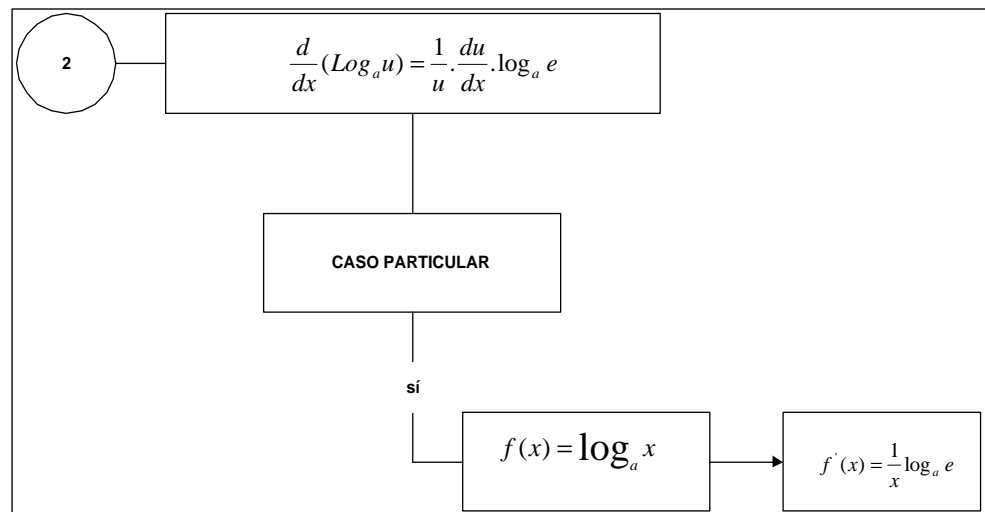 2
d/dx (Log_a u) = 1/u . du/dx . log_a e
CASO PARTICULAR
sí
f(x) = log_a x
f'(x) = 1/x log_a e